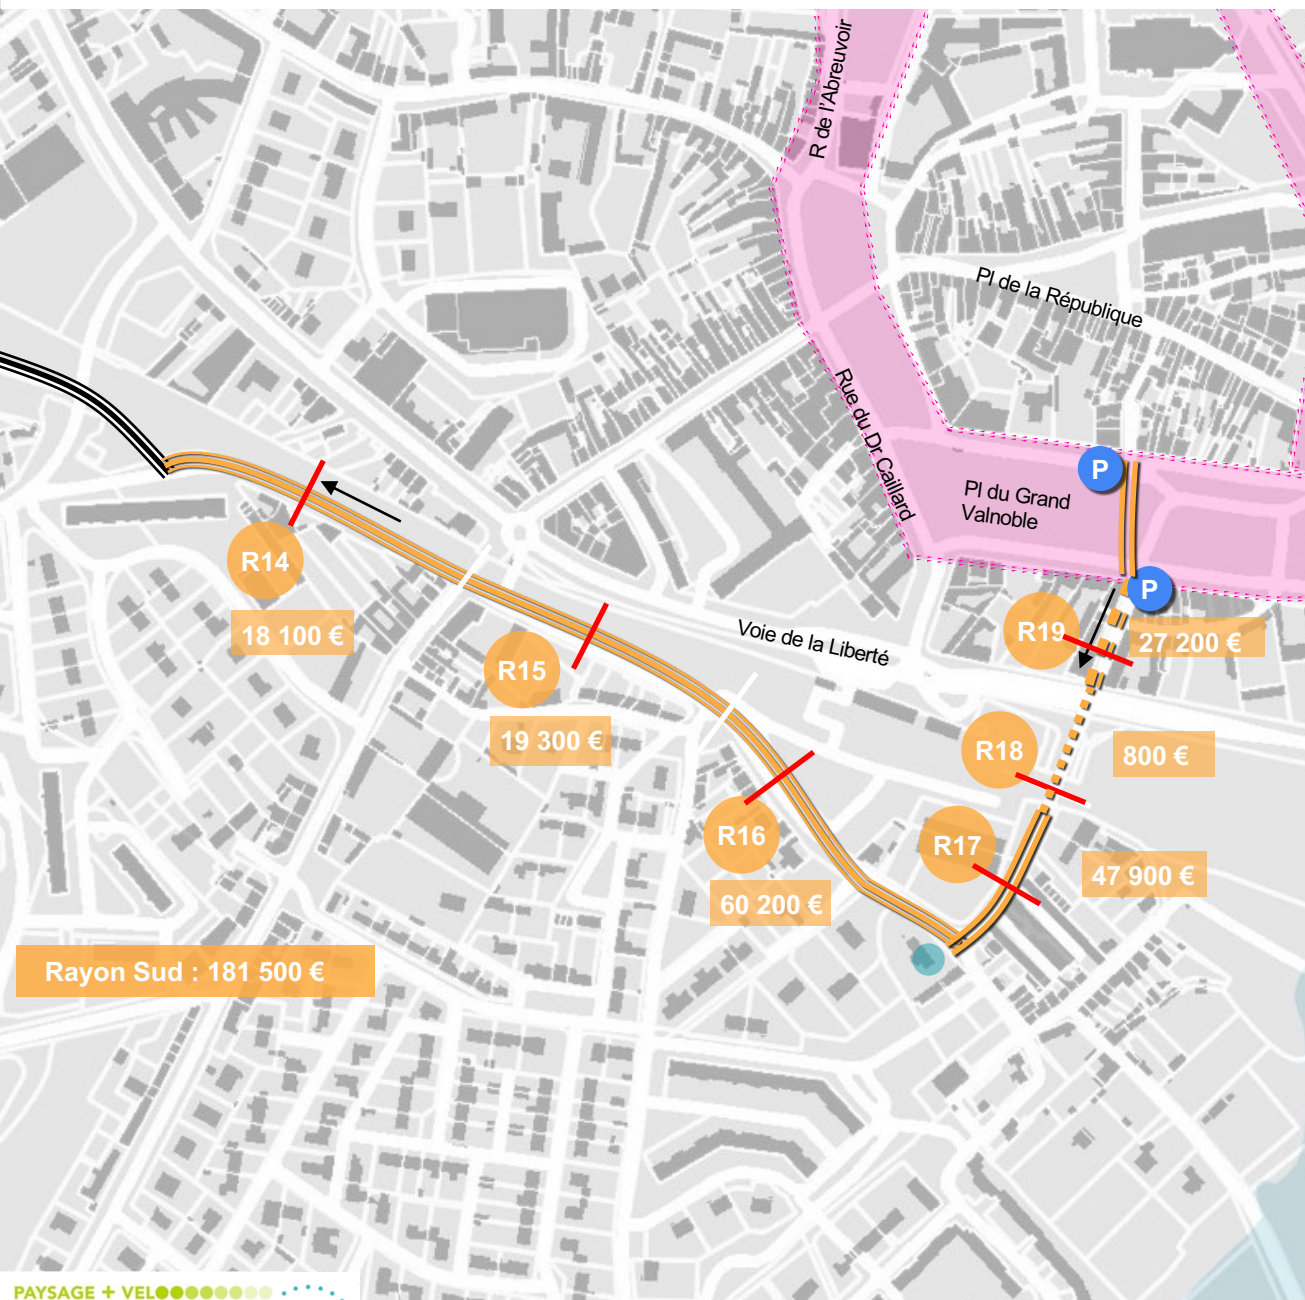 R de l'Abreuvoir
Pl de la République
Rue du Dr Caillard
P
Pl du Grand
Valnoble
R14
P
18 100 €
R19
27 200 €
Voie de la Liberté
R15
19 300 €
R18
800 €
R16
R17
47 900 €
60 200 €
Rayon Sud : 181 500 €
PAYSAGE + VEL